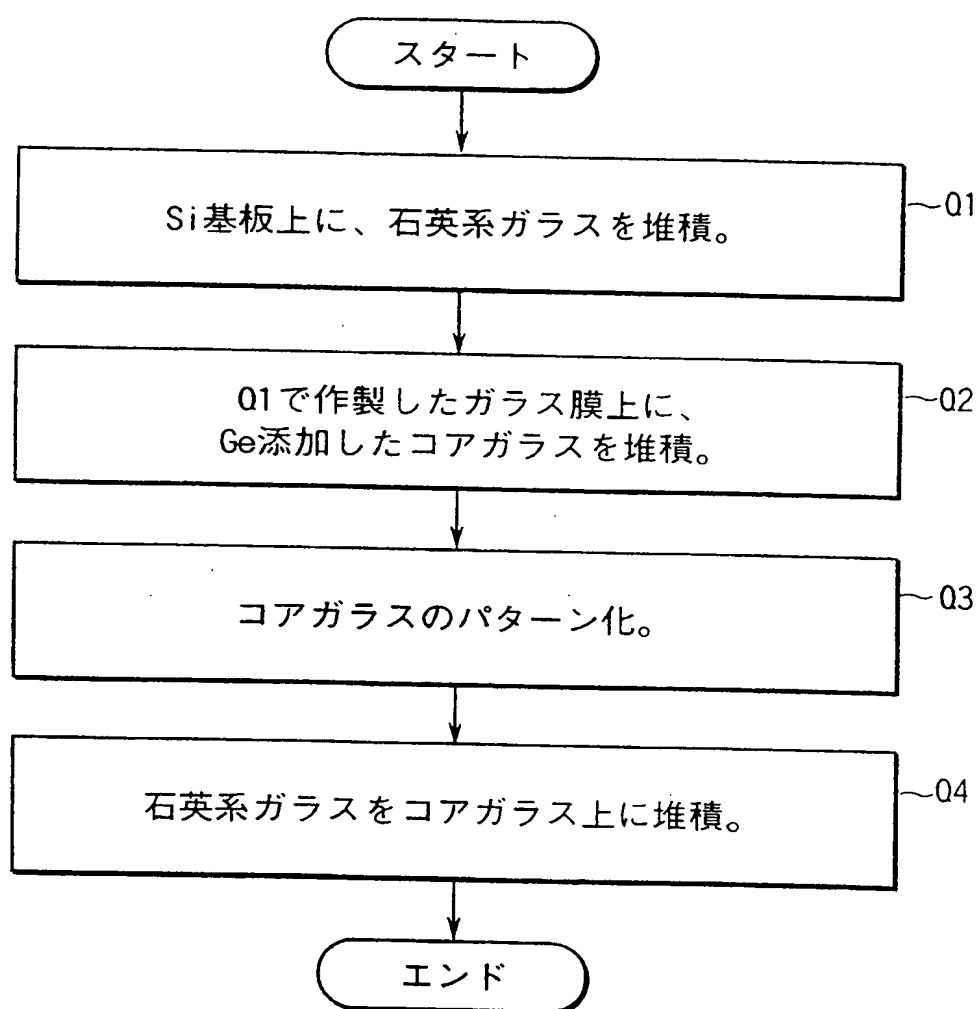 スタート
Si基板上に、石英系ガラスを堆積。
Q1
Q1で作製したガラス膜上に、
Ge添加したコアガラスを堆積。
Q2
コアガラスのパターン化。
Q3
石英系ガラスをコアガラス上に堆積。
Q4
エンド